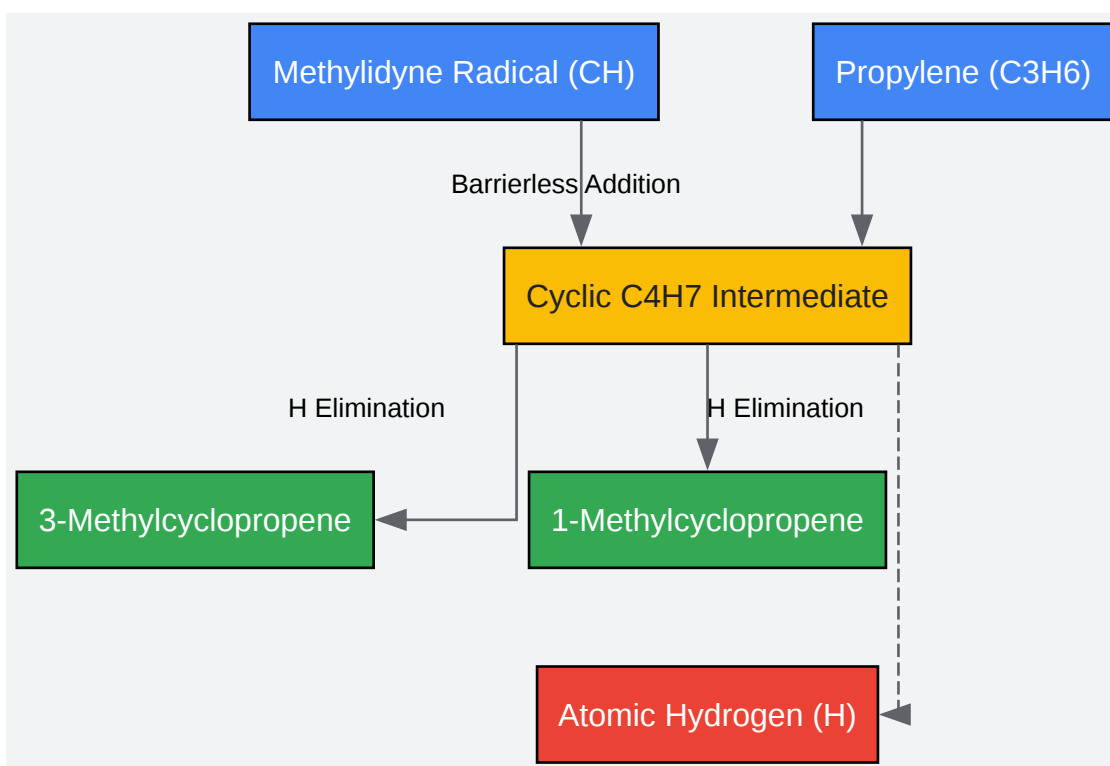 Methylidyne Radical (CH)
Propylene (C3H6)
Barrierless Addition
Cyclic C4H7 Intermediate
H Elimination
H Elimination
3-Methylcyclopropene
1-Methylcyclopropene
Atomic Hydrogen (H)